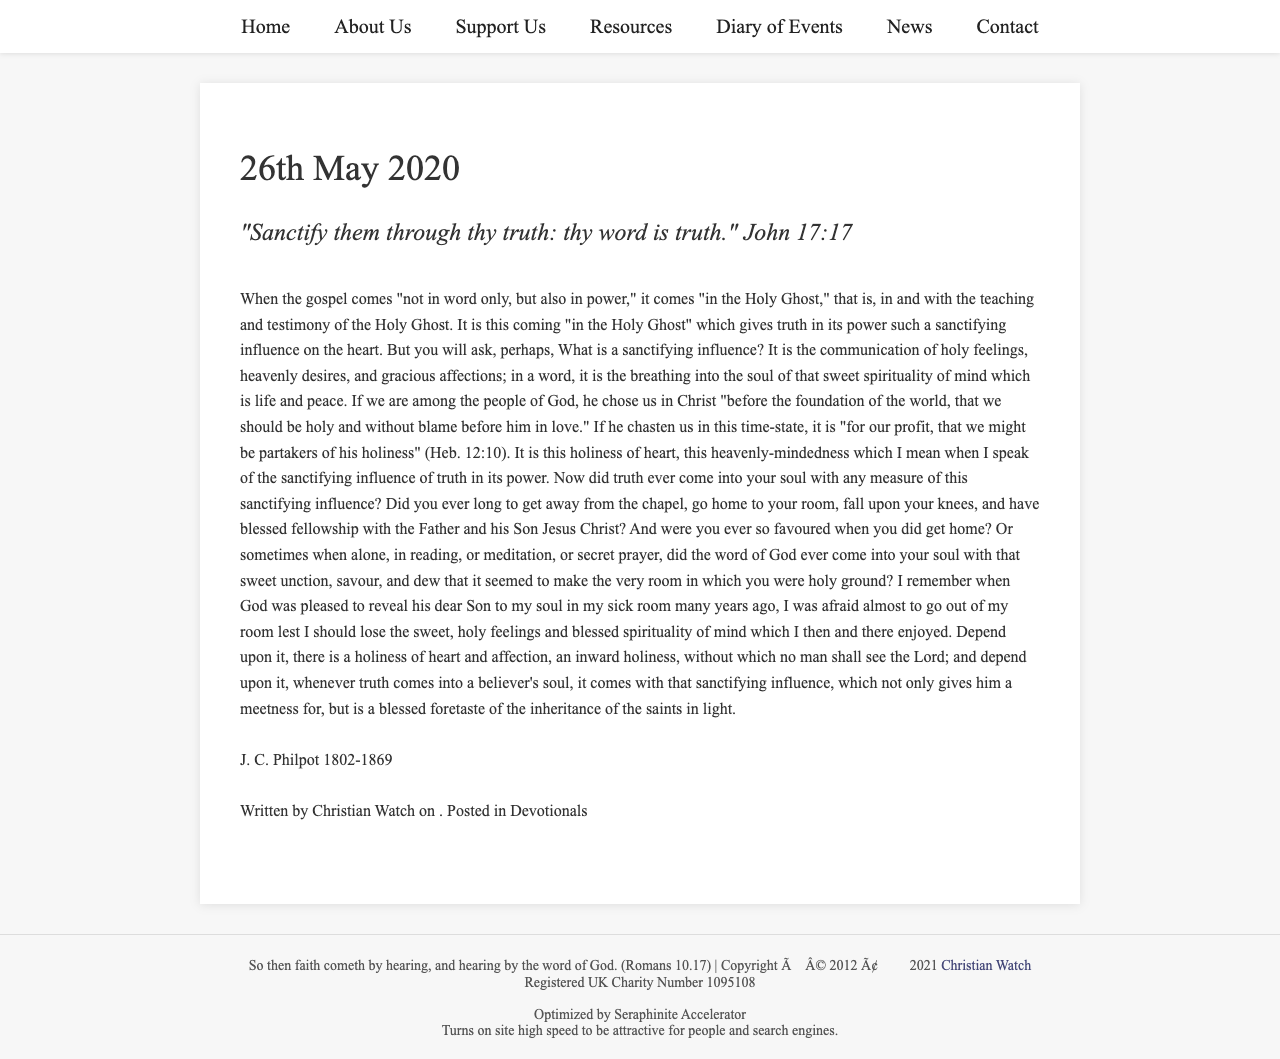 Home About Us Support Us Resources Diary of Events News Contact
26th May 2020
"Sanctify them through thy truth: thy word is truth." John 17:17
When the gospel comes "not in word only, but also in power," it comes "in the Holy Ghost," that is, in and with the teaching
and testimony of the Holy Ghost. It is this coming "in the Holy Ghost" which gives truth in its power such a sanctifying
influence on the heart. But you will ask, perhaps, What is a sanctifying influence? It is the communication of holy feelings,
heavenly desires, and gracious affections; in a word, it is the breathing into the soul of that sweet spirituality of mind which
is life and peace. If we are among the people of God, he chose us in Christ "before the foundation of the world, that we
should be holy and without blame before him in love." If he chasten us in this time-state, it is "for our profit, that we might
be partakers of his holiness" (Heb. 12:10). It is this holiness of heart, this heavenly-mindedness which I mean when I speak
of the sanctifying influence of truth in its power. Now did truth ever come into your soul with any measure of this
sanctifying influence? Did you ever long to get away from the chapel, go home to your room, fall upon your knees, and have
blessed fellowship with the Father and his Son Jesus Christ? And were you ever so favoured when you did get home? Or
sometimes when alone, in reading, or meditation, or secret prayer, did the word of God ever come into your soul with that
sweet unction, savour, and dew that it seemed to make the very room in which you were holy ground? I remember when
God was pleased to reveal his dear Son to my soul in my sick room many years ago, I was afraid almost to go out of my
room lest I should lose the sweet, holy feelings and blessed spirituality of mind which I then and there enjoyed. Depend
upon it, there is a holiness of heart and affection, an inward holiness, without which no man shall see the Lord; and depend
upon it, whenever truth comes into a believer's soul, it comes with that sanctifying influence, which not only gives him a
meetness for, but is a blessed foretaste of the inheritance of the saints in light.
J. C. Philpot 1802-1869
Written by Christian Watch on . Posted in Devotionals
So then faith cometh by hearing, and hearing by the word of God. (Romans 10.17) | Copyright Ã Â© 2012 Ã¢ 2021 Christian Watch
Registered UK Charity Number 1095108
Optimized by Seraphinite Accelerator
Turns on site high speed to be attractive for people and search engines.